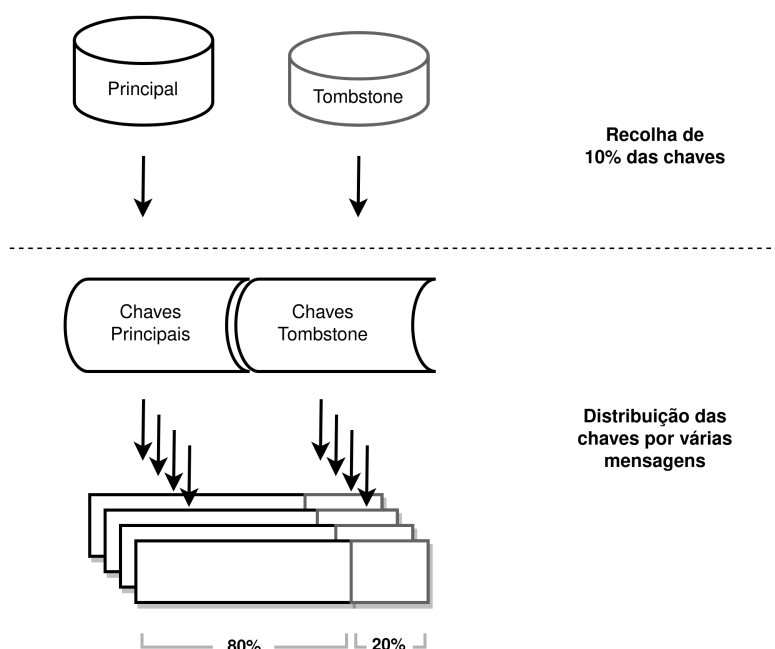 Principal
Tombstone
Recolha de
10% das chaves
Chaves
Principais
Chaves
Tombstone
Distribuição das
chaves por várias
mensagens
80%
20%